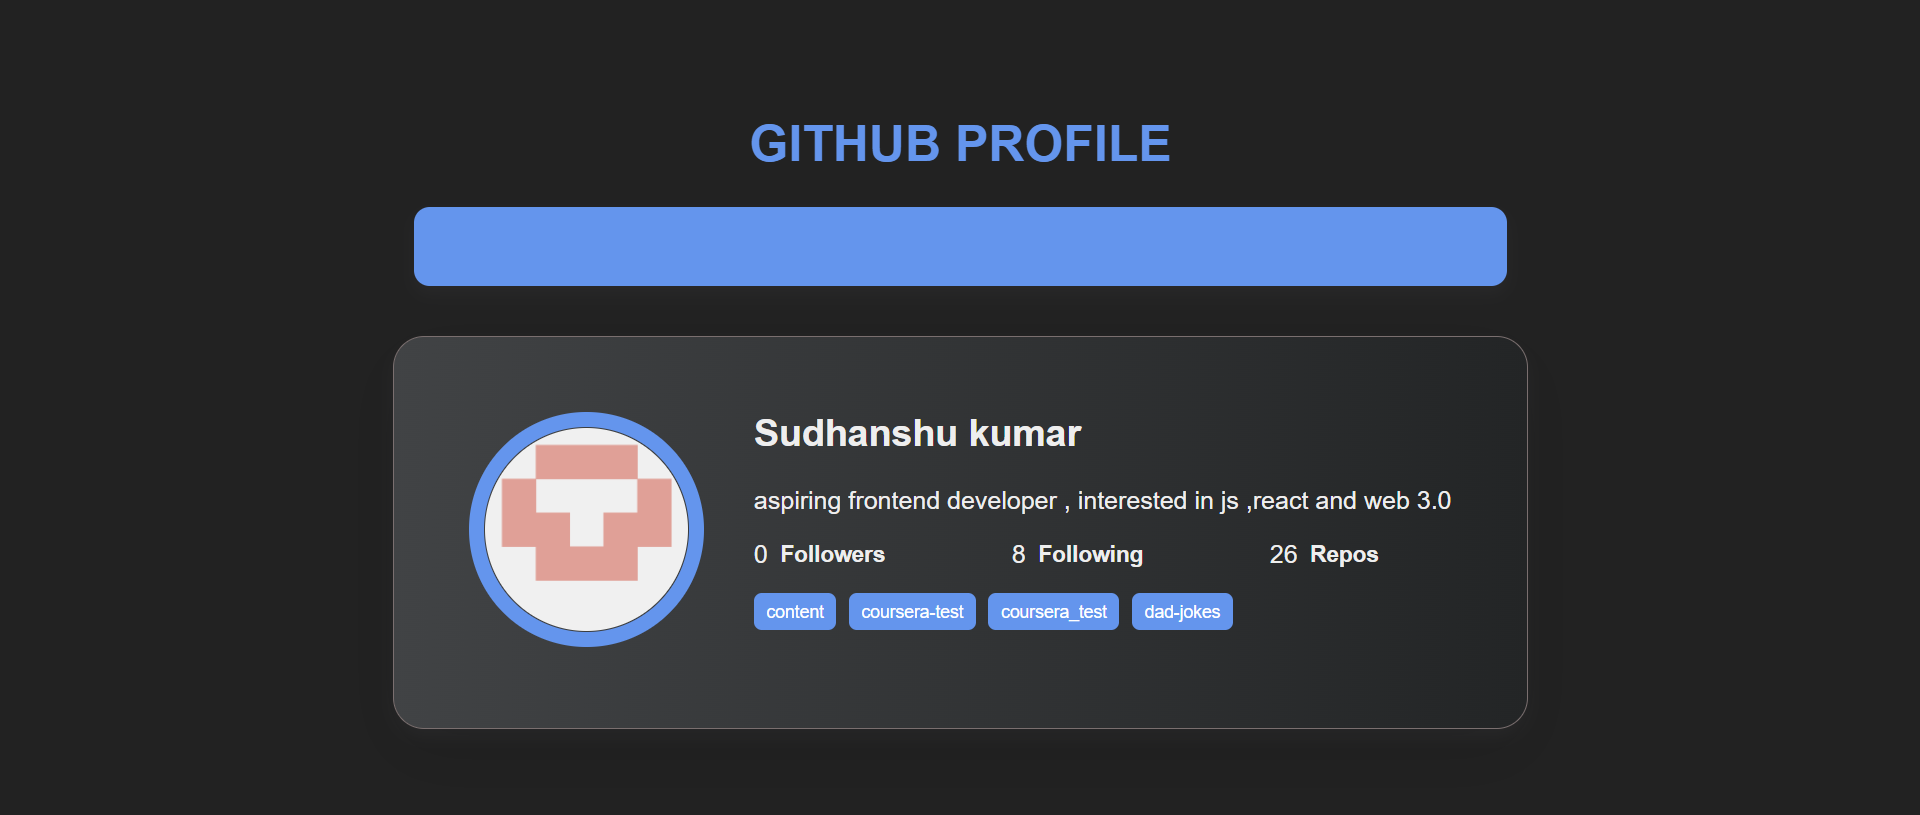 GITHUB PROFILE
Sudhanshu kumar
aspiring frontend developer , interested in js ,react and web 3.0
0 Followers 8 Following 26 Repos
content coursera-test coursera_test dad-jokes